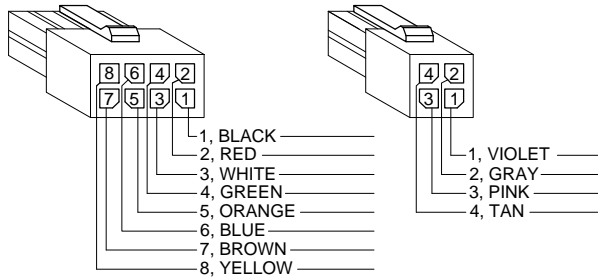 8 6 4 2
7 5 3 1
1, BLACK
2, RED
3, WHITE
4, GREEN
5, ORANGE
6, BLUE
7, BROWN
8, YELLOW
4 2
3 1
1, VIOLET
2, GRAY
3, PINK
4, TAN